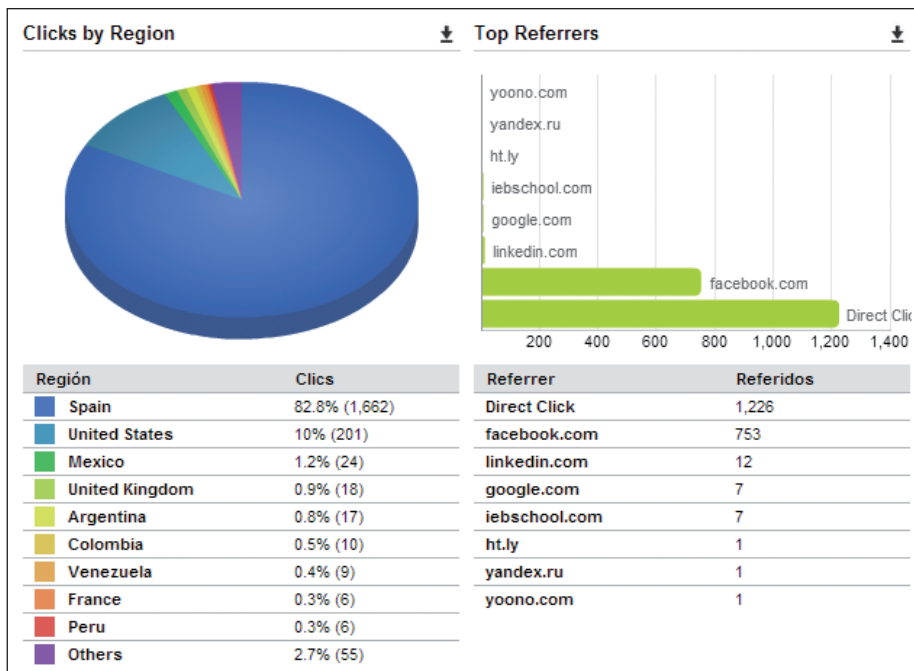 Clicks by Region
Top Referrers
yoono.com
yandex.ru
ht.ly
iebschool.com
google.com
linkedin.com
facebook.com
Direct Clic
200 400 600 800 1,000 1,200 1,400
Región Clics
Spain 82.8% (1,662)
United States 10% (201)
Mexico 1.2% (24)
United Kingdom 0.9% (18)
Argentina 0.8% (17)
Colombia 0.5% (10)
Venezuela 0.4% (9)
France 0.3% (6)
Peru 0.3% (6)
Others 2.7% (55)
Referrer Referidos
Direct Click 1,226
facebook.com 753
linkedin.com 12
google.com 7
iebschool.com 7
ht.ly 1
yandex.ru 1
yoono.com 1